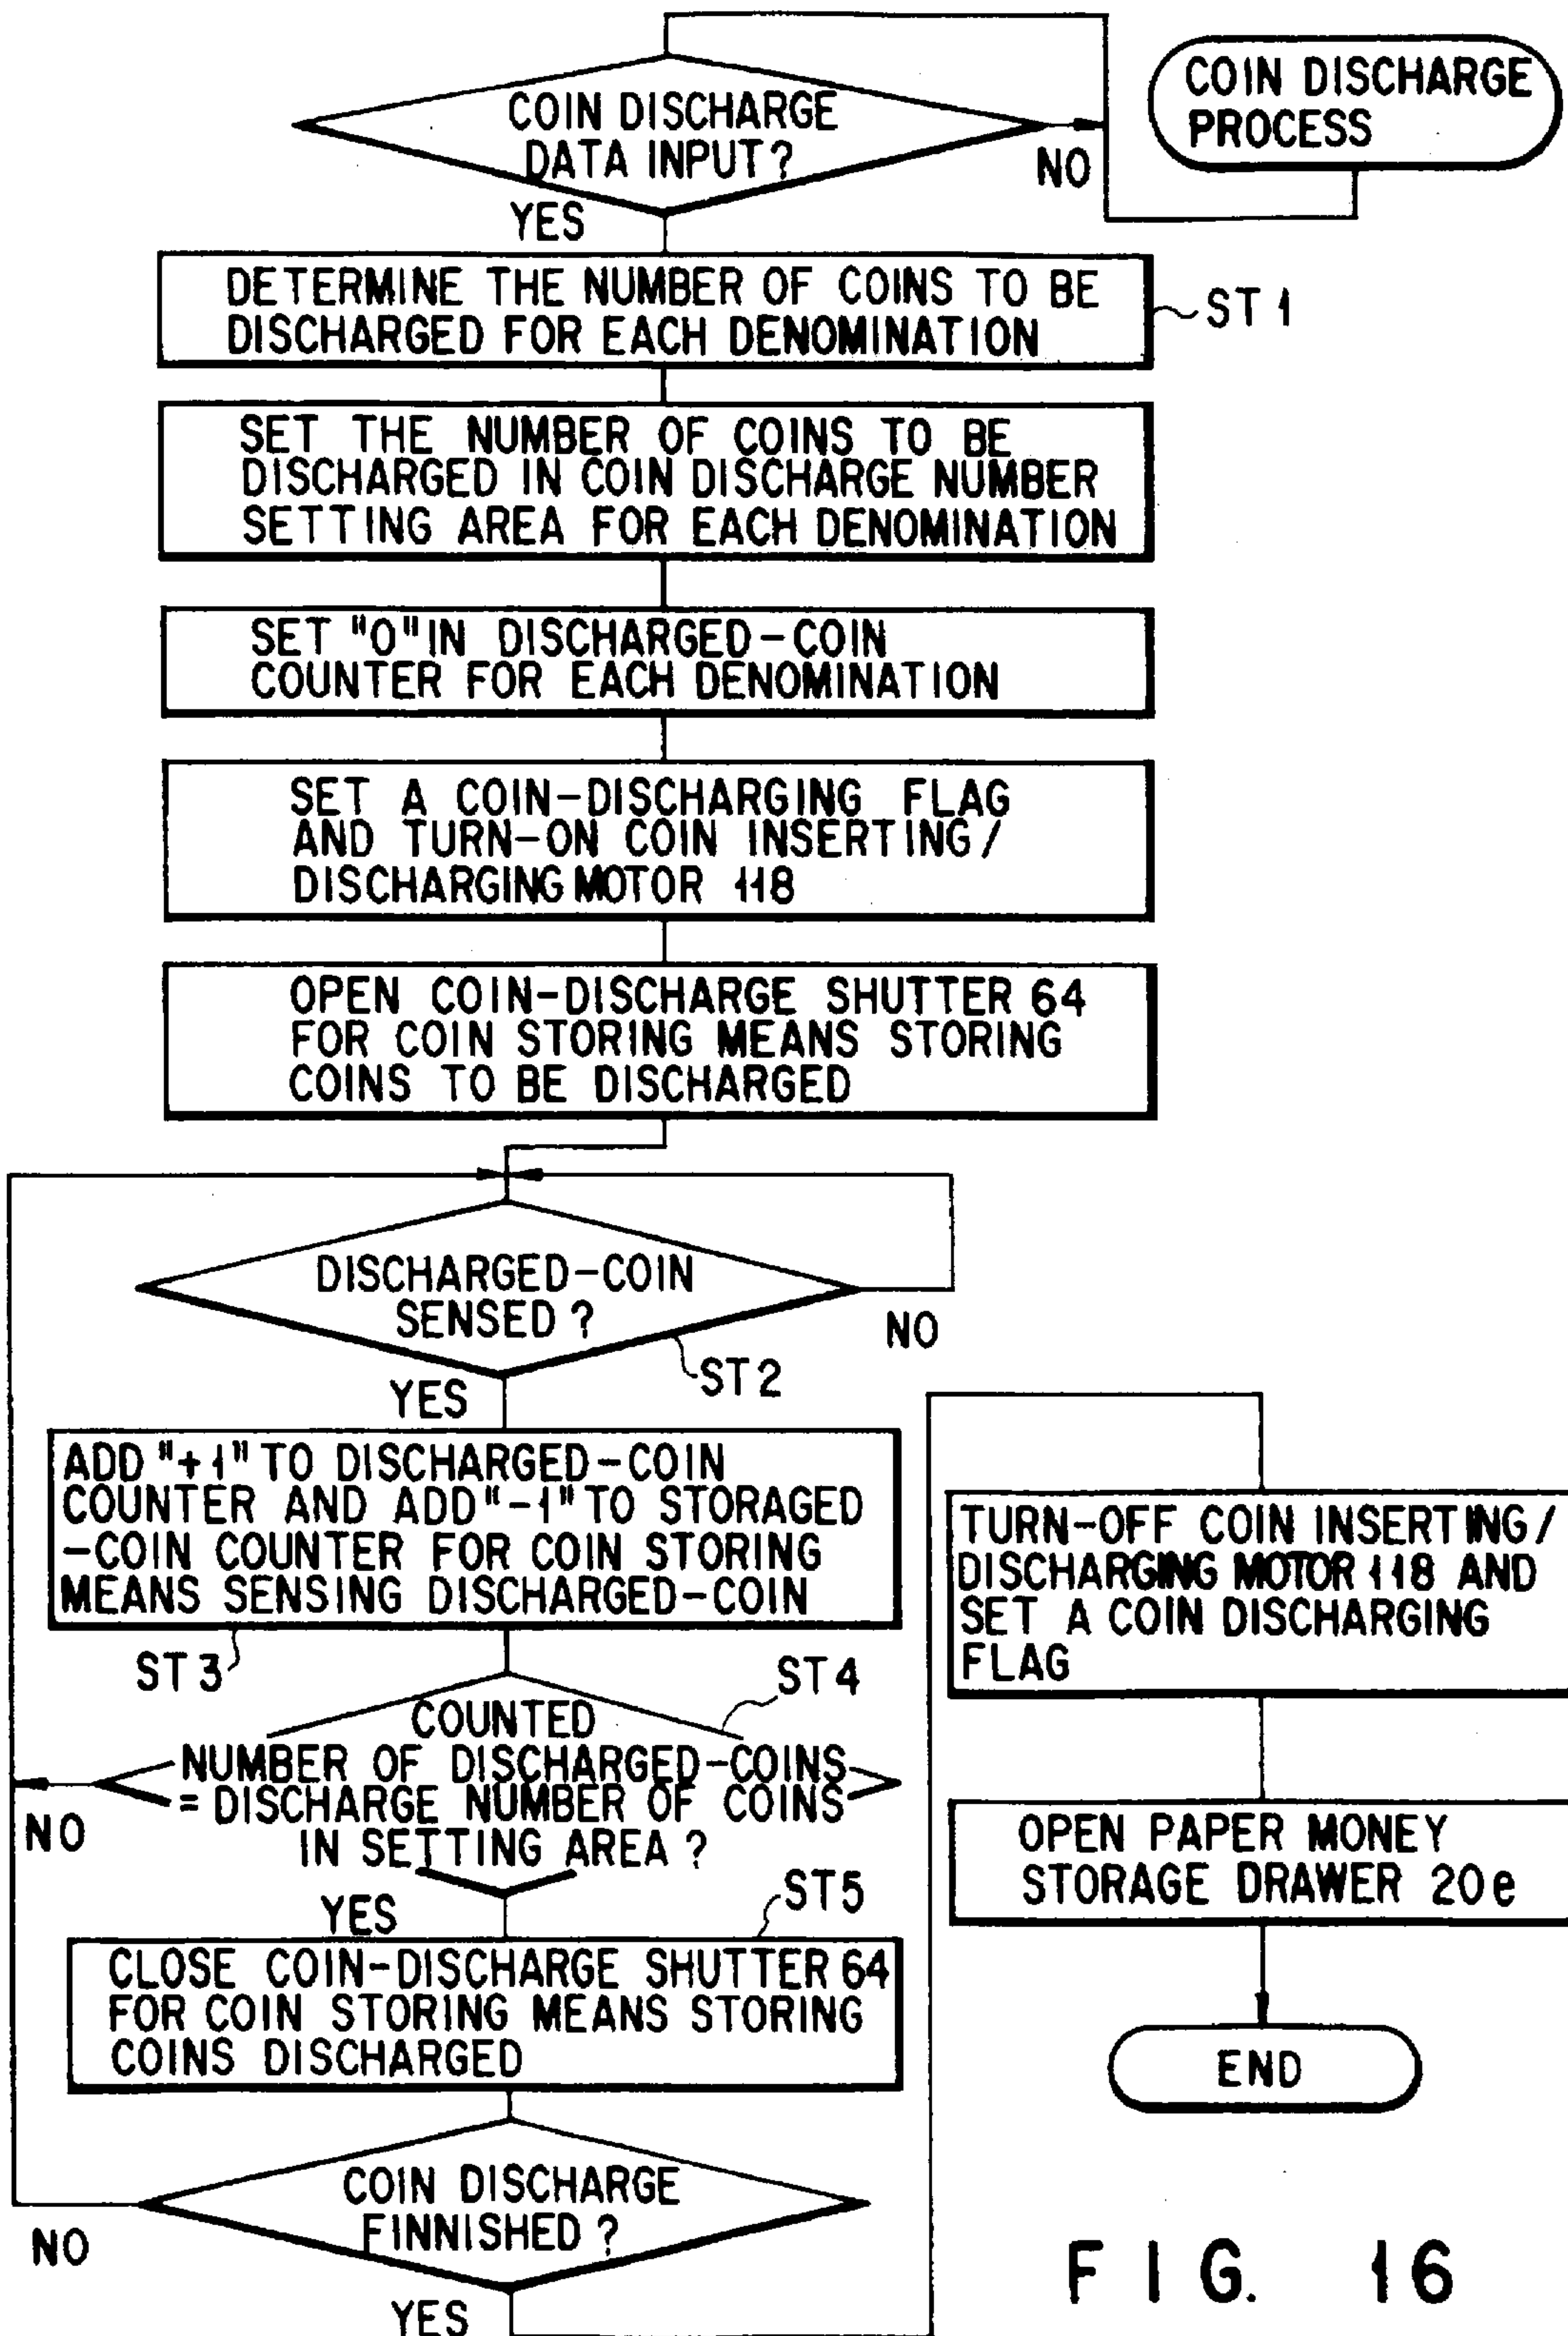 COIN DISCHARGE
PROCESS
COIN DISCHARGE
DATA INPUT?
NO
YES
DETERMINE THE NUMBER OF COINS TO BE
DISCHARGED FOR EACH DENOMINATION
ST1
SET THE NUMBER OF COINS TO BE
DISCHARGED IN COIN DISCHARGE NUMBER
SETTING AREA FOR EACH DENOMINATION
SET "0" IN DISCHARGED-COIN
COUNTER FOR EACH DENOMINATION
SET A COIN-DISCHARGING FLAG
AND TURN-ON COIN INSERTING/
DISCHARGING MOTOR 118
OPEN COIN-DISCHARGE SHUTTER 64
FOR COIN STORING MEANS STORING
COINS TO BE DISCHARGED
DISCHARGED-COIN
SENSED?
NO
ST2
YES
ADD "+1" TO DISCHARGED-COIN
COUNTER AND ADD "-1" TO STORAGED
-COIN COUNTER FOR COIN STORING
MEANS SENSING DISCHARGED-COIN
ST3
ST4
COUNTED
NUMBER OF DISCHARGED-COINS
= DISCHARGE NUMBER OF COINS
IN SETTING AREA?
NO
YES
ST5
CLOSE COIN-DISCHARGE SHUTTER 64
FOR COIN STORING MEANS STORING
COINS DISCHARGED
COIN DISCHARGE
FINNISHED?
NO
YES
TURN-OFF COIN INSERTING/
DISCHARGING MOTOR 118 AND
SET A COIN DISCHARGING
FLAG
OPEN PAPER MONEY
STORAGE DRAWER 20e
END
FIG. 16